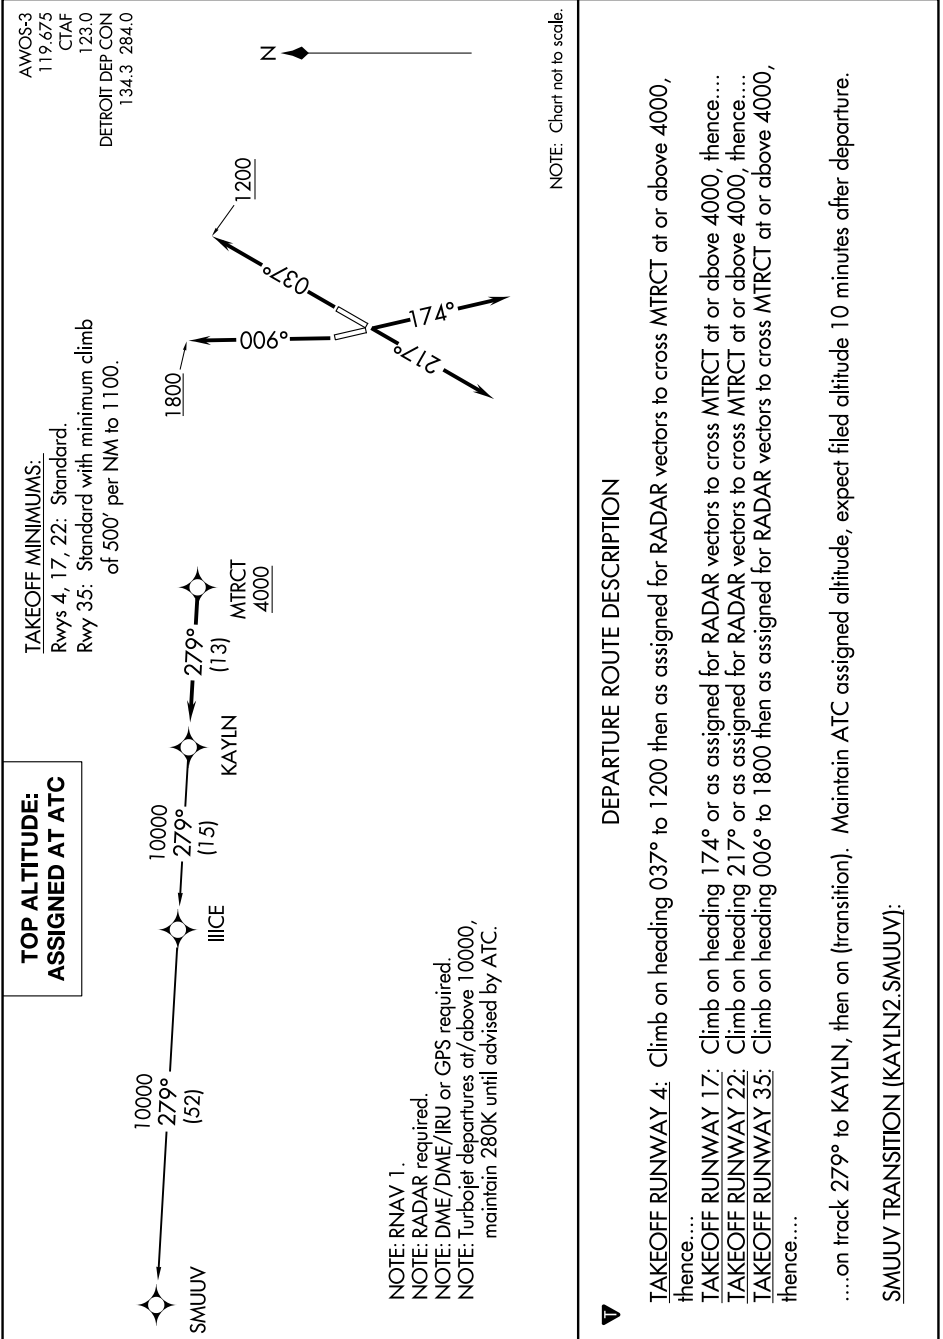 TOP ALTITUDE:
ASSIGNED AT ATC
TAKEOFF MINIMUMS:
Rwys 4, 17, 22: Standard.
Rwy 35: Standard with minimum climb
of 500' per NM to 1100.
AWOS-3
119.675
CTAF
123.0
DETROIT DEP CON
134.3 284.0
N
1800
1200
006°
037°
217°
174°
SMUUV
10000
279°
(52)
IIICE
10000
279°
(15)
KAYLN
279°
(13)
MTRCT
4000
NOTE: RNAV 1.
NOTE: RADAR required.
NOTE: DME/DME/IRU or GPS required.
NOTE: Turbojet departures at/above 10000,
maintain 280K until advised by ATC.
NOTE: Chart not to scale.
T
DEPARTURE ROUTE DESCRIPTION
TAKEOFF RUNWAY 4: Climb on heading 037° to 1200 then as assigned for RADAR vectors to cross MTRCT at or above 4000,
thence....
TAKEOFF RUNWAY 17: Climb on heading 174° or as assigned for RADAR vectors to cross MTRCT at or above 4000, thence....
TAKEOFF RUNWAY 22: Climb on heading 217° or as assigned for RADAR vectors to cross MTRCT at or above 4000, thence....
TAKEOFF RUNWAY 35: Climb on heading 006° to 1800 then as assigned for RADAR vectors to cross MTRCT at or above 4000,
thence....
....on track 279° to KAYLN, then on (transition). Maintain ATC assigned altitude, expect filed altitude 10 minutes after departure.
SMUUV TRANSITION (KAYLN2.SMUUV):